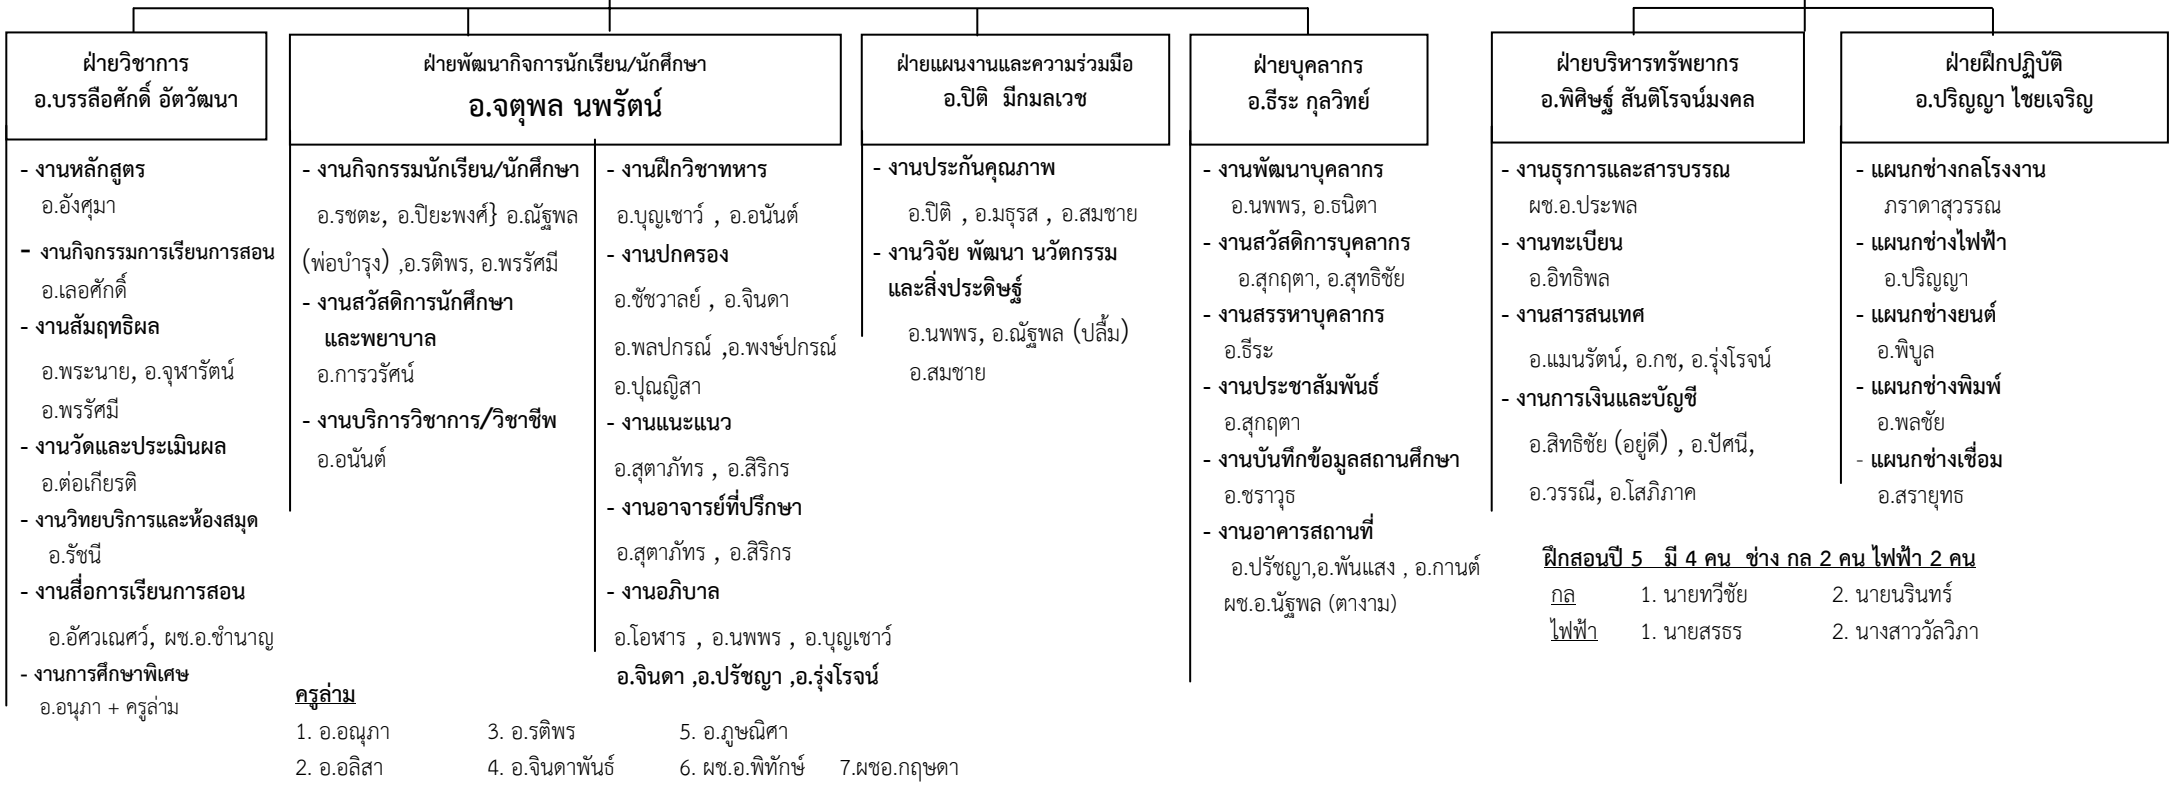 ฝ่ายวิชาการ
อ.บรรลือศักดิ์ อัตวัฒนา
- งานหลักสูตร
อ.อังศุมา
- งานกิจกรรมการเรียนการสอน
อ.เลอศักดิ์
- งานสัมฤทธิผล
อ.พระนาย, อ.จุฬารัตน์
อ.พรรัศมี
- งานวัดและประเมินผล
อ.ต่อเกียรติ
- งานวิทยบริการและห้องสมุด
อ.รัชนี
- งานสื่อการเรียนการสอน
อ.อัศวเณศว์, ผช.อ.ชำนาญ
- งานการศึกษาพิเศษ
อ.อนุภา + ครูล่าม
ฝ่ายพัฒนากิจการนักเรียน/นักศึกษา
อ.จตุพล นพรัตน์
- งานกิจกรรมนักเรียน/นักศึกษา
อ.รชตะ, อ.ปิยะพงศ์} อ.ณัฐพล
(พ่อบำรุง) ,อ.รติพร, อ.พรรัศมี
- งานสวัสดิการนักศึกษา
และพยาบาล
อ.การวรัศน์
- งานบริการวิชาการ/วิชาชีพ
อ.อนันต์
- งานฝึกวิชาทหาร
อ.บุญเชาว์ , อ.อนันต์
- งานปกครอง
อ.ชัชวาลย์ , อ.จินดา
อ.พลปกรณ์ ,อ.พงษ์ปกรณ์
อ.ปุณญิสา
- งานแนะแนว
อ.สุตาภัทร , อ.สิริกร
- งานอาจารย์ที่ปรึกษา
อ.สุตาภัทร , อ.สิริกร
- งานอภิบาล
อ.โอฬาร , อ.นพพร , อ.บุญเชาว์
อ.จินดา ,อ.ปรัชญา ,อ.รุ่งโรจน์
ฝ่ายแผนงานและความร่วมมือ
อ.ปิติ มีกมลเวช
- งานประกันคุณภาพ
อ.ปิติ , อ.มธุรส , อ.สมชาย
- งานวิจัย พัฒนา นวัตกรรม
และสิ่งประดิษฐ์
อ.นพพร, อ.ณัฐพล (ปลื้ม)
อ.สมชาย
ฝ่ายบุคลากร
อ.ธีระ กุลวิทย์
- งานพัฒนาบุคลากร
อ.นพพร, อ.ธนิตา
- งานสวัสดิการบุคลากร
อ.สุกฤตา, อ.สุทธิชัย
- งานสรรหาบุคลากร
อ.ธีระ
- งานประชาสัมพันธ์
อ.สุกฤตา
- งานบันทึกข้อมูลสถานศึกษา
อ.ชราวุธ
- งานอาคารสถานที่
อ.ปรัชญา,อ.พันแสง , อ.กานต์
ผช.อ.นัฐพล (ตางาม)
ฝ่ายบริหารทรัพยากร
อ.พิศิษฐ์ สันติโรจน์มงคล
- งานธุรการและสารบรรณ
ผช.อ.ประพล
- งานทะเบียน
อ.อิทธิพล
- งานสารสนเทศ
อ.แมนรัตน์, อ.กช, อ.รุ่งโรจน์
- งานการเงินและบัญชี
อ.สิทธิชัย (อยู่ดี) , อ.ปัศนี,
อ.วรรณี, อ.โสภิภาค
ฝ่ายฝึกปฏิบัติ
อ.ปริญญา ไชยเจริญ
- แผนกช่างกลโรงงาน
ภราดาสุวรรณ
- แผนกช่างไฟฟ้า
อ.ปริญญา
- แผนกช่างยนต์
อ.พิบูล
- แผนกช่างพิมพ์
อ.พลชัย
- แผนกช่างเชื่อม
อ.สรายุทธ
ฝึกสอนปี 5 มี 4 คน ช่าง กล 2 คน ไฟฟ้า 2 คน
กล 1. นายทวีชัย 2. นายนรินทร์
ไฟฟ้า 1. นายสรธร 2. นางสาววัลวิภา
ครูล่าม
1. อ.อณุภา 3. อ.รติพร 5. อ.ภูษณิศา
2. อ.อลิสา 4. อ.จินดาพันธ์ 6. ผช.อ.พิทักษ์ 7.ผชอ.กฤษดา